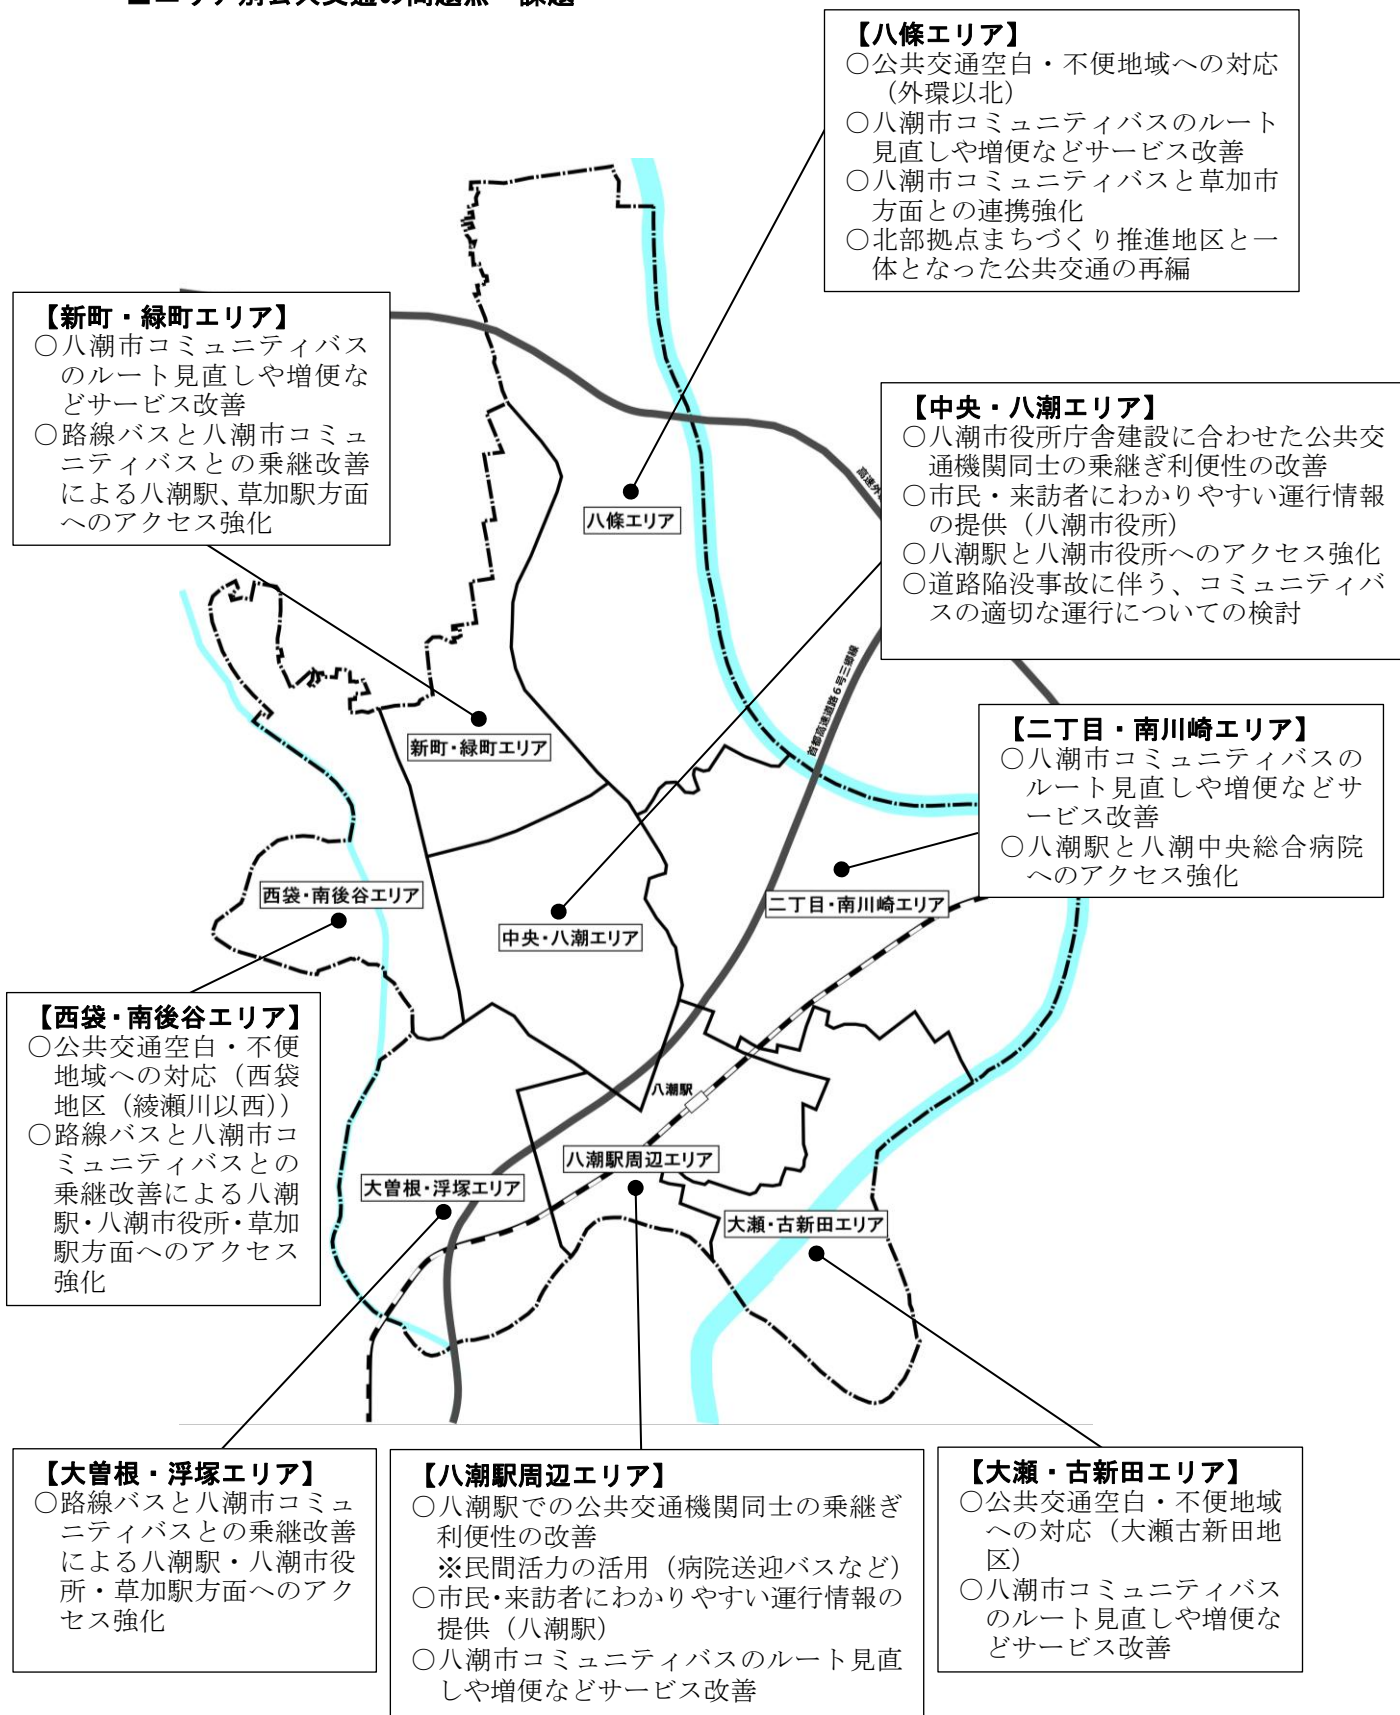 ■エリア別公共交通の問題点・課題
【八條エリア】
○公共交通空白・不便地域への対応
（外環以北）
○八潮市コミュニティバスのルート
見直しや増便などサービス改善
○八潮市コミュニティバスと草加市
方面との連携強化
○北部拠点まちづくり推進地区と一
体となった公共交通の再編
【新町・緑町エリア】
○八潮市コミュニティバス
のルート見直しや増便な
どサービス改善
○路線バスと八潮市コミュ
ニティバスとの乗継改善
による八潮駅、草加駅方面
へのアクセス強化
【中央・八潮エリア】
○八潮市役所庁舎建設に合わせた公共交
通機関同士の乗継ぎ利便性の改善
○市民・来訪者にわかりやすい運行情報
の提供（八潮市役所）
○八潮駅と八潮市役所へのアクセス強化
○道路陥没事故に伴う、コミュニティバ
スの適切な運行についての検討
高速外
八條エリア
首都高速道路6号三郷線
新町・緑町エリア
【二丁目・南川崎エリア】
○八潮市コミュニティバスの
ルート見直しや増便などサ
ービス改善
○八潮駅と八潮中央総合病院
へのアクセス強化
西袋・南後谷エリア
二丁目・南川崎エリア
中央・八潮エリア
【西袋・南後谷エリア】
○公共交通空白・不便
地域への対応（西袋
地区（綾瀬川以西））
○路線バスと八潮市コ
ミュニティバスとの
乗継改善による八潮
駅・八潮市役所・草加
駅方面へのアクセス
強化
八潮駅
八潮駅周辺エリア
大曽根・浮塚エリア
大瀬・古新田エリア
【大曽根・浮塚エリア】
○路線バスと八潮市コミュ
ニティバスとの乗継改善
による八潮駅・八潮市役
所・草加駅方面へのアク
セス強化
【八潮駅周辺エリア】
○八潮駅での公共交通機関同士の乗継ぎ
利便性の改善
※民間活力の活用（病院送迎バスなど）
○市民・来訪者にわかりやすい運行情報の
提供（八潮駅）
○八潮市コミュニティバスのルート見直
しや増便などサービス改善
【大瀬・古新田エリア】
○公共交通空白・不便地域
への対応（大瀬古新田地
区）
○八潮市コミュニティバス
のルート見直しや増便な
どサービス改善